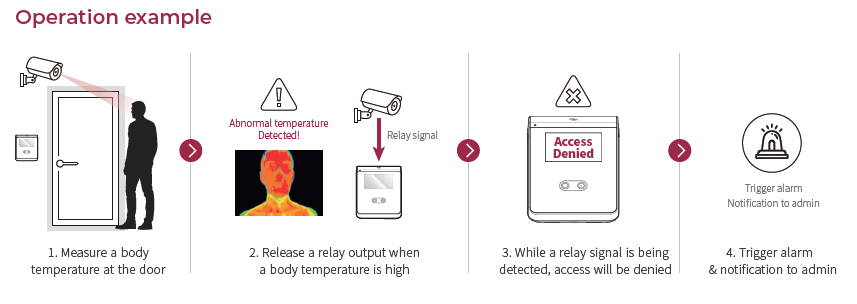 Operation example
Abnormal temperature
Detected!
Relay signal
Access
Denied
Trigger alarm
Notification to admin
1. Measure a body
temperature at the door
2. Release a relay output when
a body temperature is high
3. While a relay signal is being
detected, access will be denied
4. Trigger alarm
& notification to admin